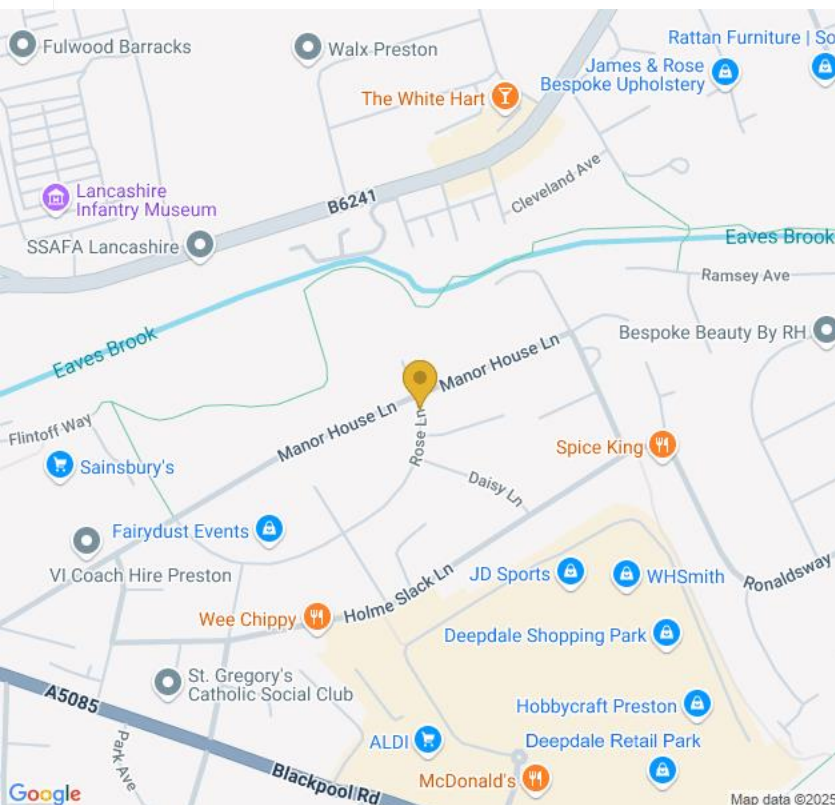 Fulwood Barracks
Walx Preston
Rattan Furniture | So
James & Rose
Bespoke Upholstery
The White Hart
Lancashire
Infantry Museum
B6241
Cleveland Ave
SSAFA Lancashire
Eaves Brook
Ramsey Ave
Eaves Brook
Bespoke Beauty By RH
Manor House Ln
Manor House Ln
Flintoff Way
Rose Ln
Sainsbury's
Spice King
Daisy Ln
Fairydust Events
VI Coach Hire Preston
JD Sports
WHSmith
Ronaldsway
Holme Slack Ln
Wee Chippy
Deepdale Shopping Park
St. Gregory's
Catholic Social Club
A5085
Hobbycraft Preston
Park Ave
ALDI
Deepdale Retail Park
Blackpool Rd
McDonald's
Google
Map data ©2025